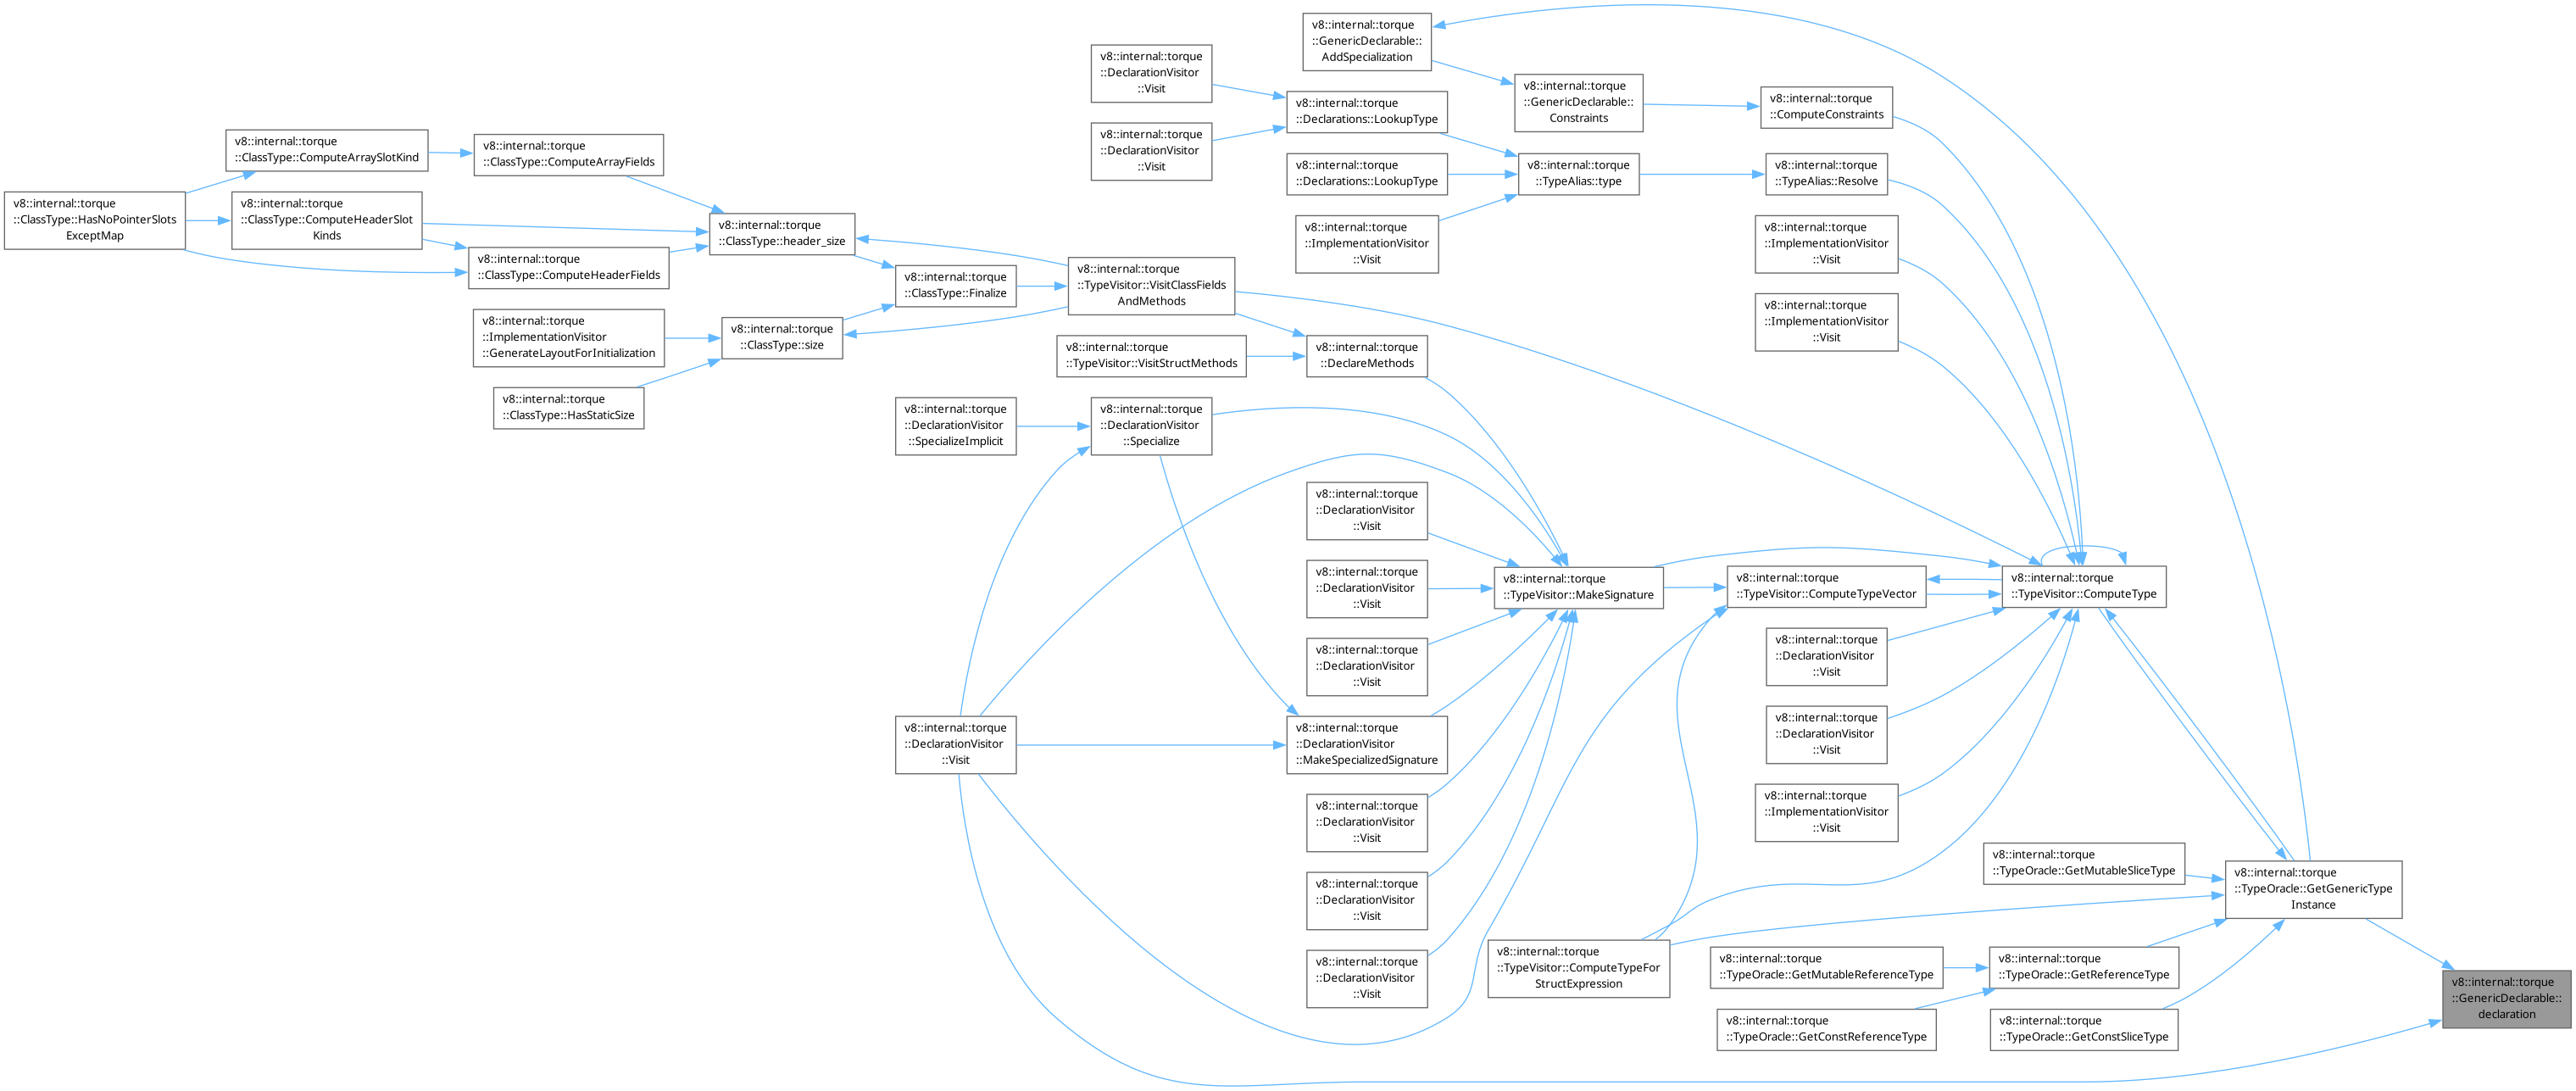 v8::internal::torque
::GenericDeclarable::
AddSpecialization
v8::internal::torque
::DeclarationVisitor
::Visit
v8::internal::torque
::GenericDeclarable::
Constraints
v8::internal::torque
::ComputeConstraints
v8::internal::torque
::Declarations::LookupType
v8::internal::torque
::DeclarationVisitor
::Visit
v8::internal::torque
::ClassType::ComputeArraySlotKind
v8::internal::torque
::ClassType::ComputeArrayFields
v8::internal::torque
::Declarations::LookupType
v8::internal::torque
::TypeAlias::type
v8::internal::torque
::TypeAlias::Resolve
v8::internal::torque
::ClassType::HasNoPointerSlots
ExceptMap
v8::internal::torque
::ClassType::ComputeHeaderSlot
Kinds
v8::internal::torque
::ClassType::header_size
v8::internal::torque
::ImplementationVisitor
::Visit
v8::internal::torque
::ImplementationVisitor
::Visit
v8::internal::torque
::ClassType::ComputeHeaderFields
v8::internal::torque
::ClassType::Finalize
v8::internal::torque
::TypeVisitor::VisitClassFields
AndMethods
v8::internal::torque
::ImplementationVisitor
::Visit
v8::internal::torque
::ImplementationVisitor
::GenerateLayoutForInitialization
v8::internal::torque
::ClassType::size
v8::internal::torque
::TypeVisitor::VisitStructMethods
v8::internal::torque
::DeclareMethods
v8::internal::torque
::ClassType::HasStaticSize
v8::internal::torque
::DeclarationVisitor
::SpecializeImplicit
v8::internal::torque
::DeclarationVisitor
::Specialize
v8::internal::torque
::DeclarationVisitor
::Visit
v8::internal::torque
::DeclarationVisitor
::Visit
v8::internal::torque
::TypeVisitor::MakeSignature
v8::internal::torque
::TypeVisitor::ComputeTypeVector
v8::internal::torque
::TypeVisitor::ComputeType
v8::internal::torque
::DeclarationVisitor
::Visit
v8::internal::torque
::DeclarationVisitor
::Visit
v8::internal::torque
::DeclarationVisitor
::Visit
v8::internal::torque
::DeclarationVisitor
::MakeSpecializedSignature
v8::internal::torque
::DeclarationVisitor
::Visit
v8::internal::torque
::DeclarationVisitor
::Visit
v8::internal::torque
::ImplementationVisitor
::Visit
v8::internal::torque
::DeclarationVisitor
::Visit
v8::internal::torque
::TypeOracle::GetMutableSliceType
v8::internal::torque
::TypeOracle::GetGenericType
Instance
v8::internal::torque
::DeclarationVisitor
::Visit
v8::internal::torque
::TypeVisitor::ComputeTypeFor
StructExpression
v8::internal::torque
::TypeOracle::GetMutableReferenceType
v8::internal::torque
::TypeOracle::GetReferenceType
v8::internal::torque
::TypeOracle::GetConstReferenceType
v8::internal::torque
::TypeOracle::GetConstSliceType
v8::internal::torque
::GenericDeclarable::
declaration